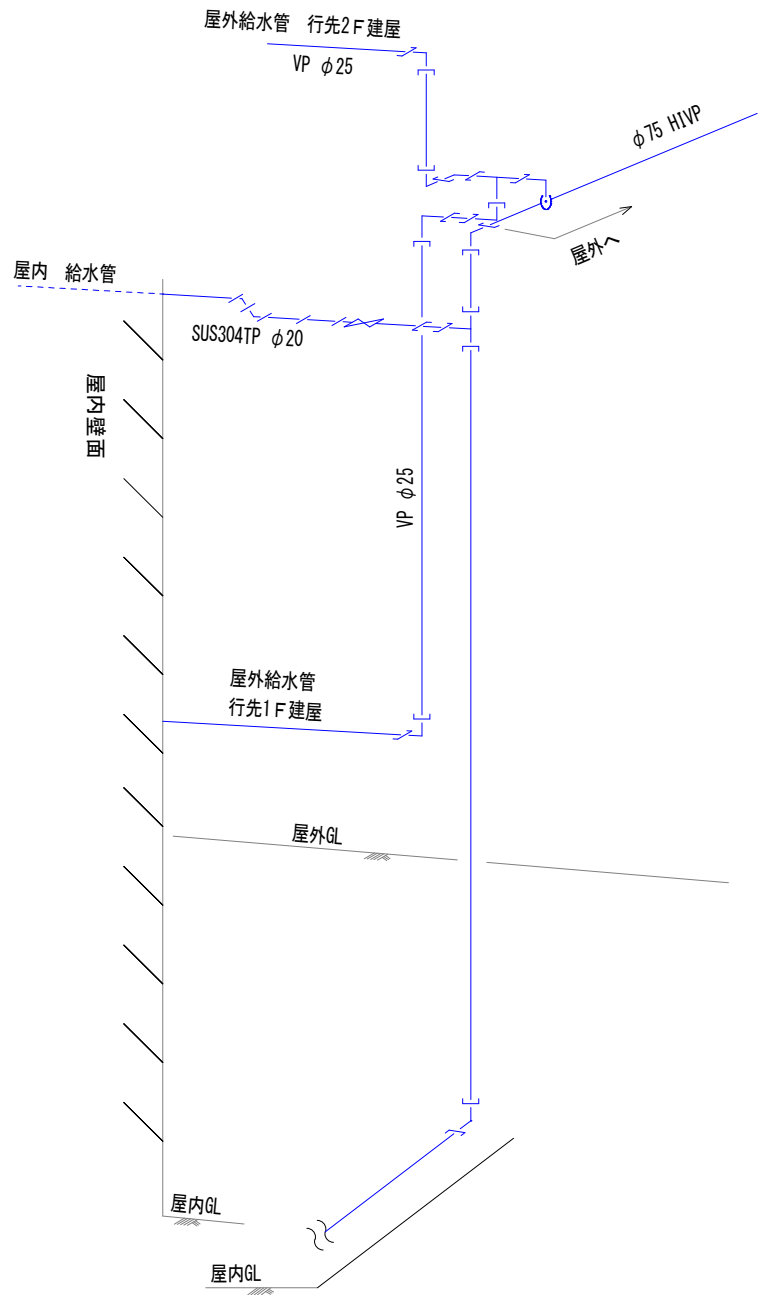 屋外給水管 行先2Ｆ建屋
VP φ25
φ75 HIVP
屋外へ
屋内 給水管
SUS304TP φ20
屋内壁面
VP φ25
屋外給水管
行先1Ｆ建屋
屋外GL
屋内GL
屋内GL